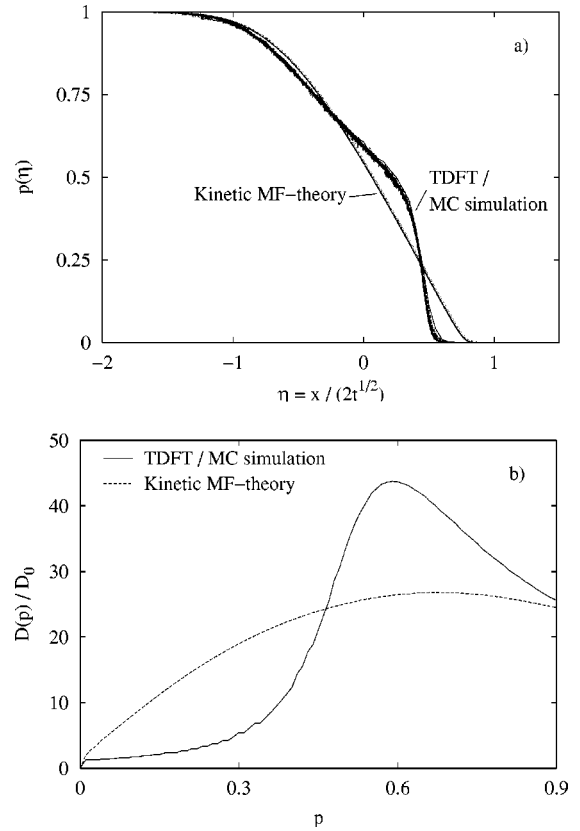 a)
1
0.75
0.5
0.25
0
p(η)
TDFT /
MC simulation
Kinetic MF−theory
−2 −1 0 1
η = x / (2t^1/2)
b)
50
40
30
20
10
0
D(p) / D₀
TDFT / MC simulation
Kinetic MF−theory
0 0.3 0.6 0.9
p